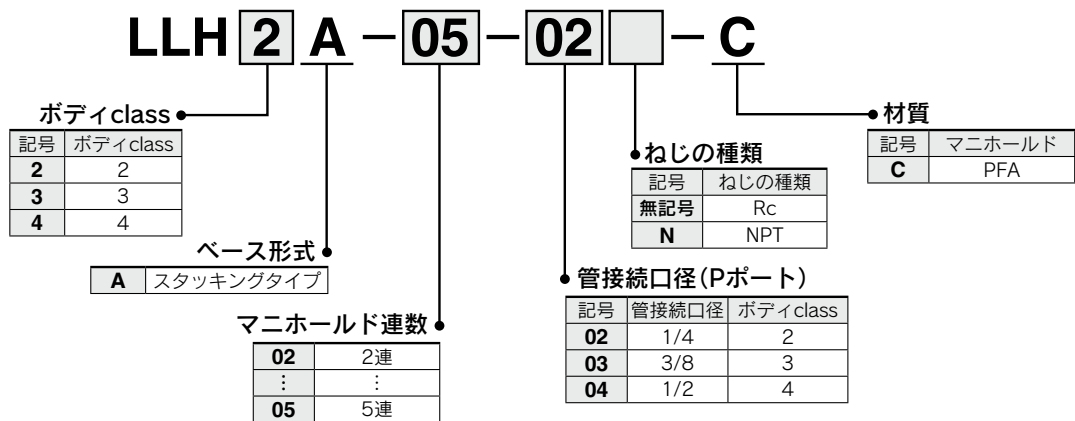 LLH 2 A - 05 - 02 - C
ボディclass
記号 ボディclass
2 2
3 3
4 4
ベース形式
A スタッキングタイプ
マニホールド連数
02 2連
⋮ ⋮
05 5連
管接続口径(Pポート)
記号 管接続口径 ボディclass
02 1/4 2
03 3/8 3
04 1/2 4
ねじの種類
記号 ねじの種類
無記号 Rc
N NPT
材質
記号 マニホールド
C PFA